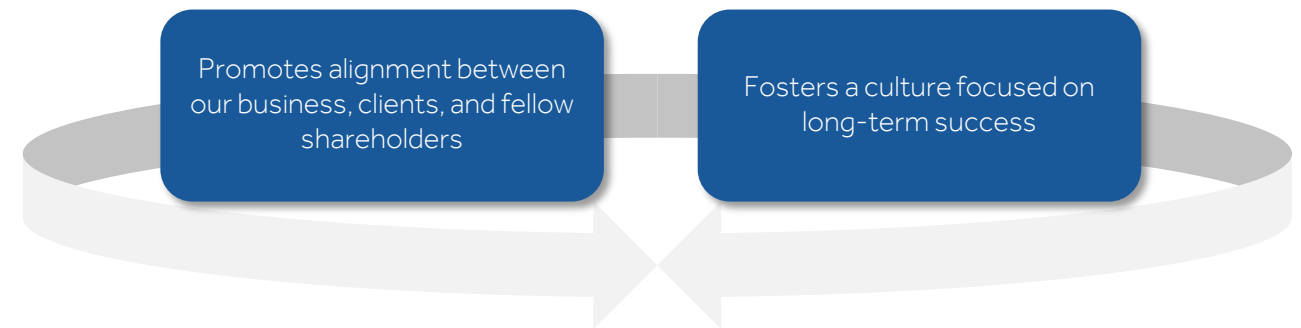 Promotes alignment between
our business, clients, and fellow
shareholders
Fosters a culture focused on
long-term success